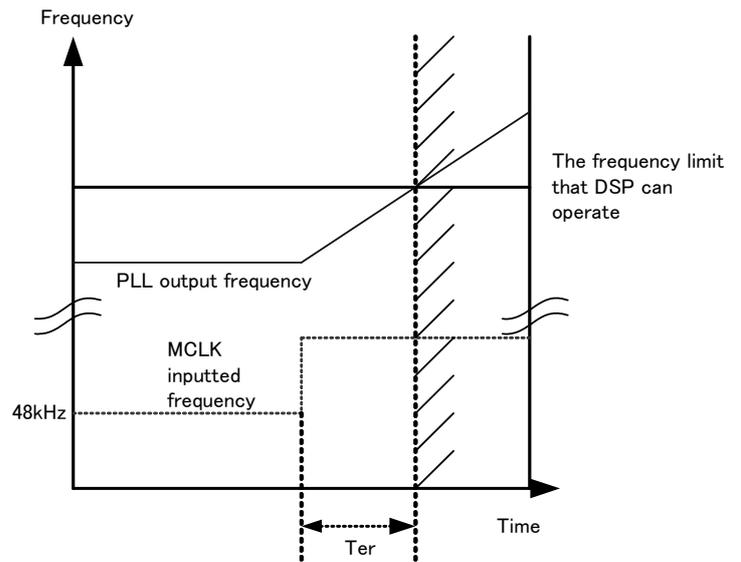 Frequency
The frequency limit
that DSP can
operate
PLL output frequency
MCLK
inputted
frequency
48kHz
Time
Ter